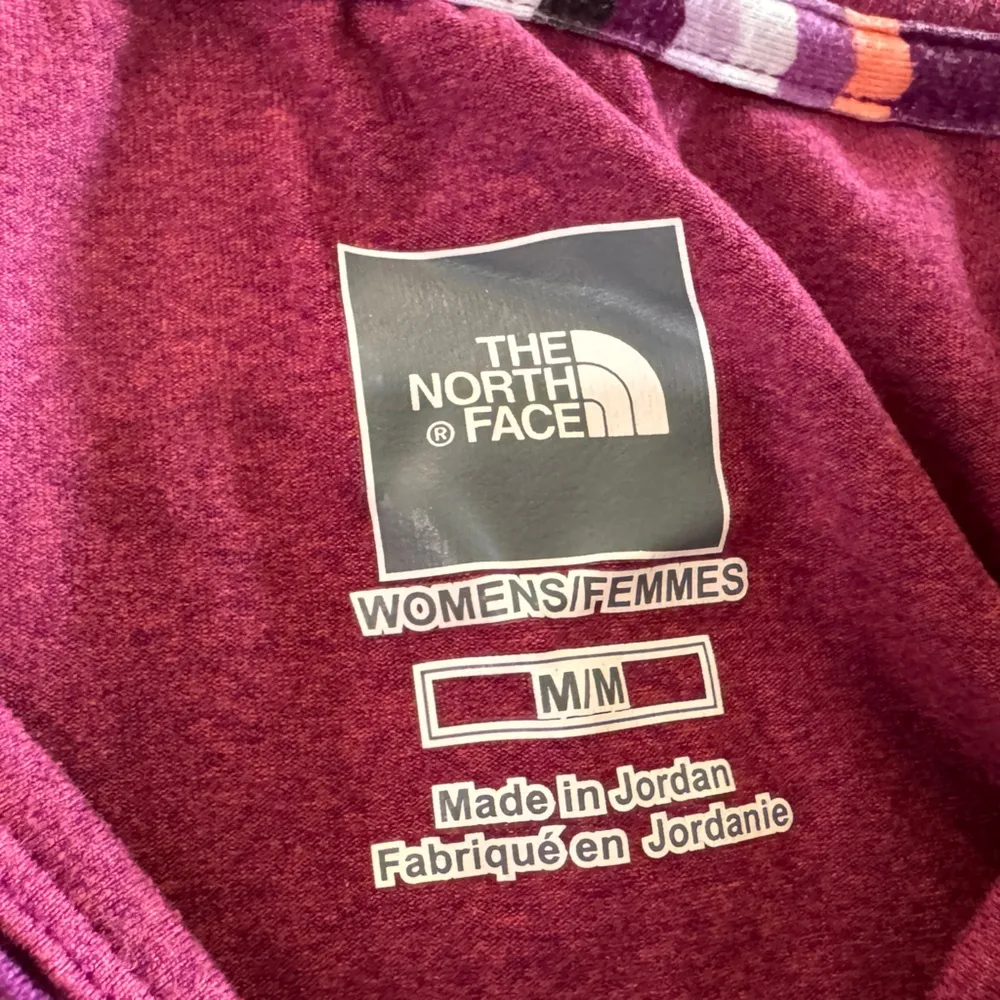 THE
NORTH
® FACE
WOMENS/FEMMES
M/M
Made in Jordan
Fabriqué en Jordanie